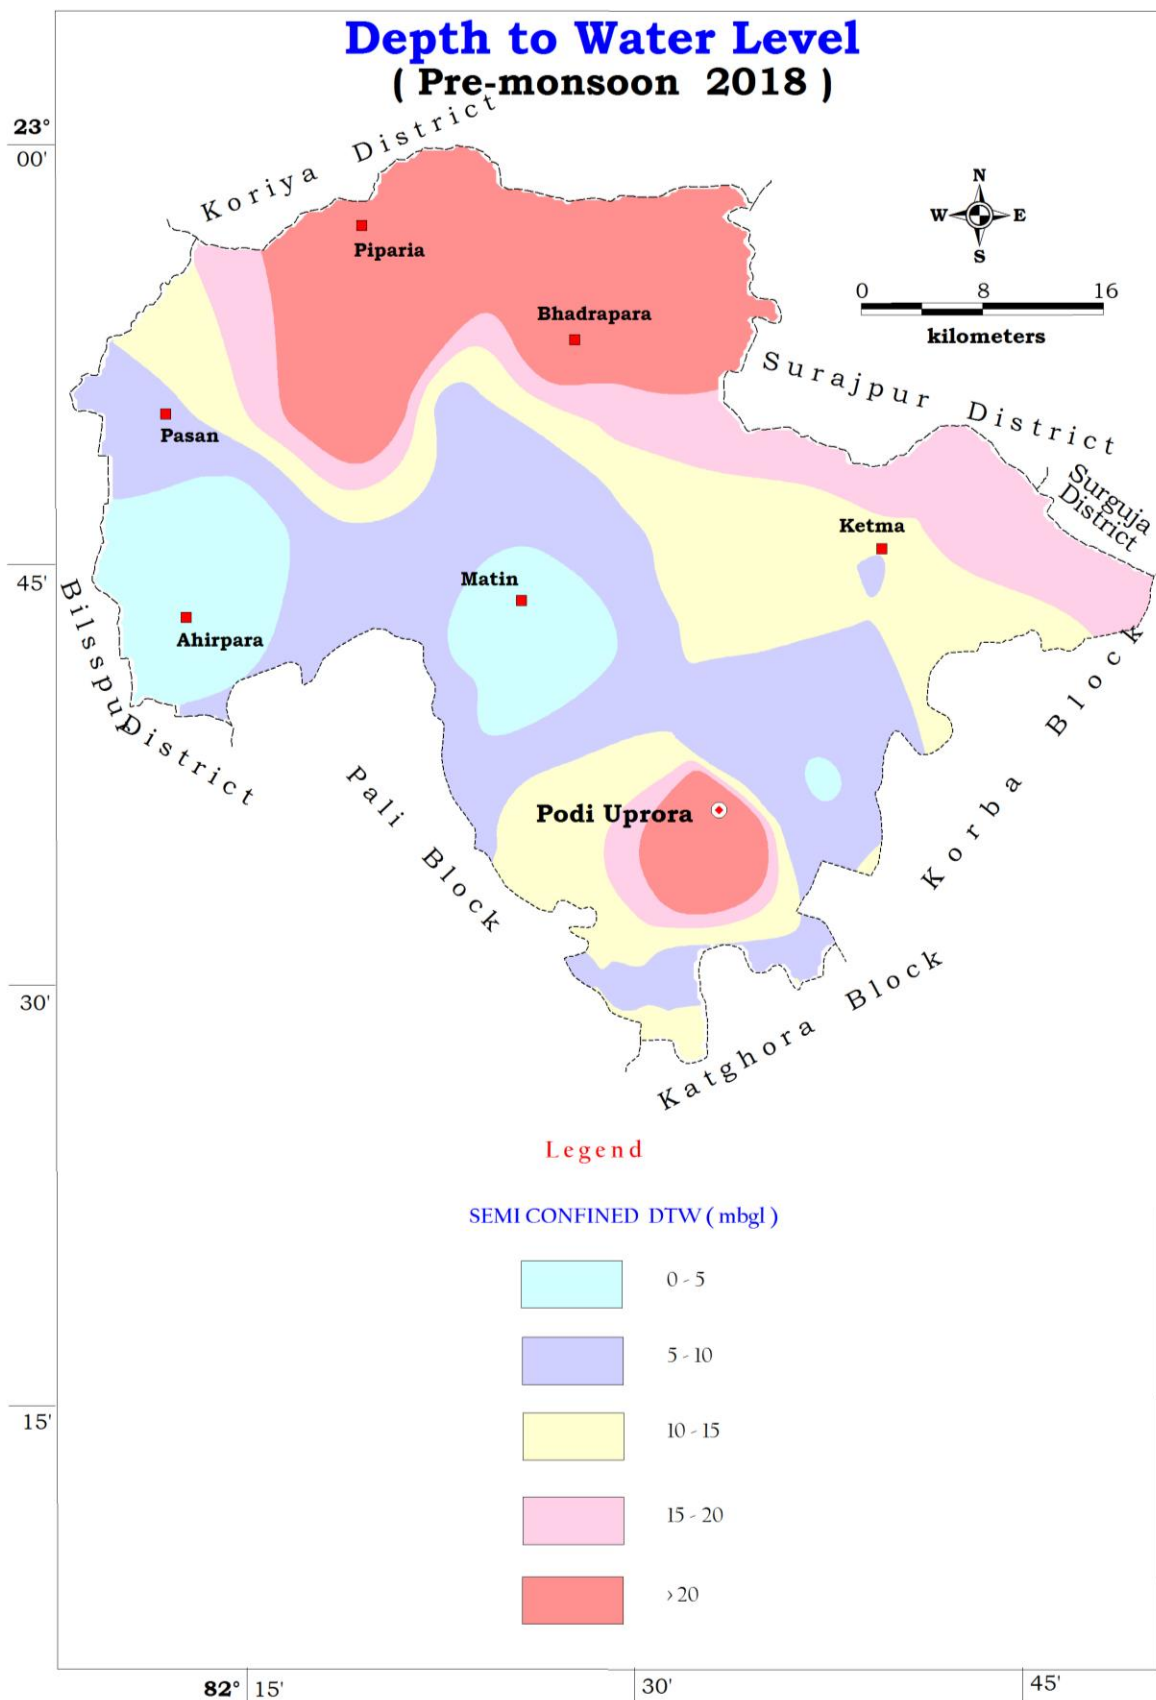 Depth to Water Level
( Pre-monsoon 2018 )
23°
00'
Koriya District
N
W E
S
Piparia
0 8 16
kilometers
Bhadrapara
Surajpur District
Pasan
Surguja
District
Ketma
45'
Matin
Bilsspur
District
Ahirpara
Pali Block
Podi Uprora
Korba Block
30'
Katghora Block
Legend
SEMI CONFINED DTW ( mbgl )
0 - 5
5 - 10
10 - 15
15 - 20
> 20
15'
82° 15' 30' 45'